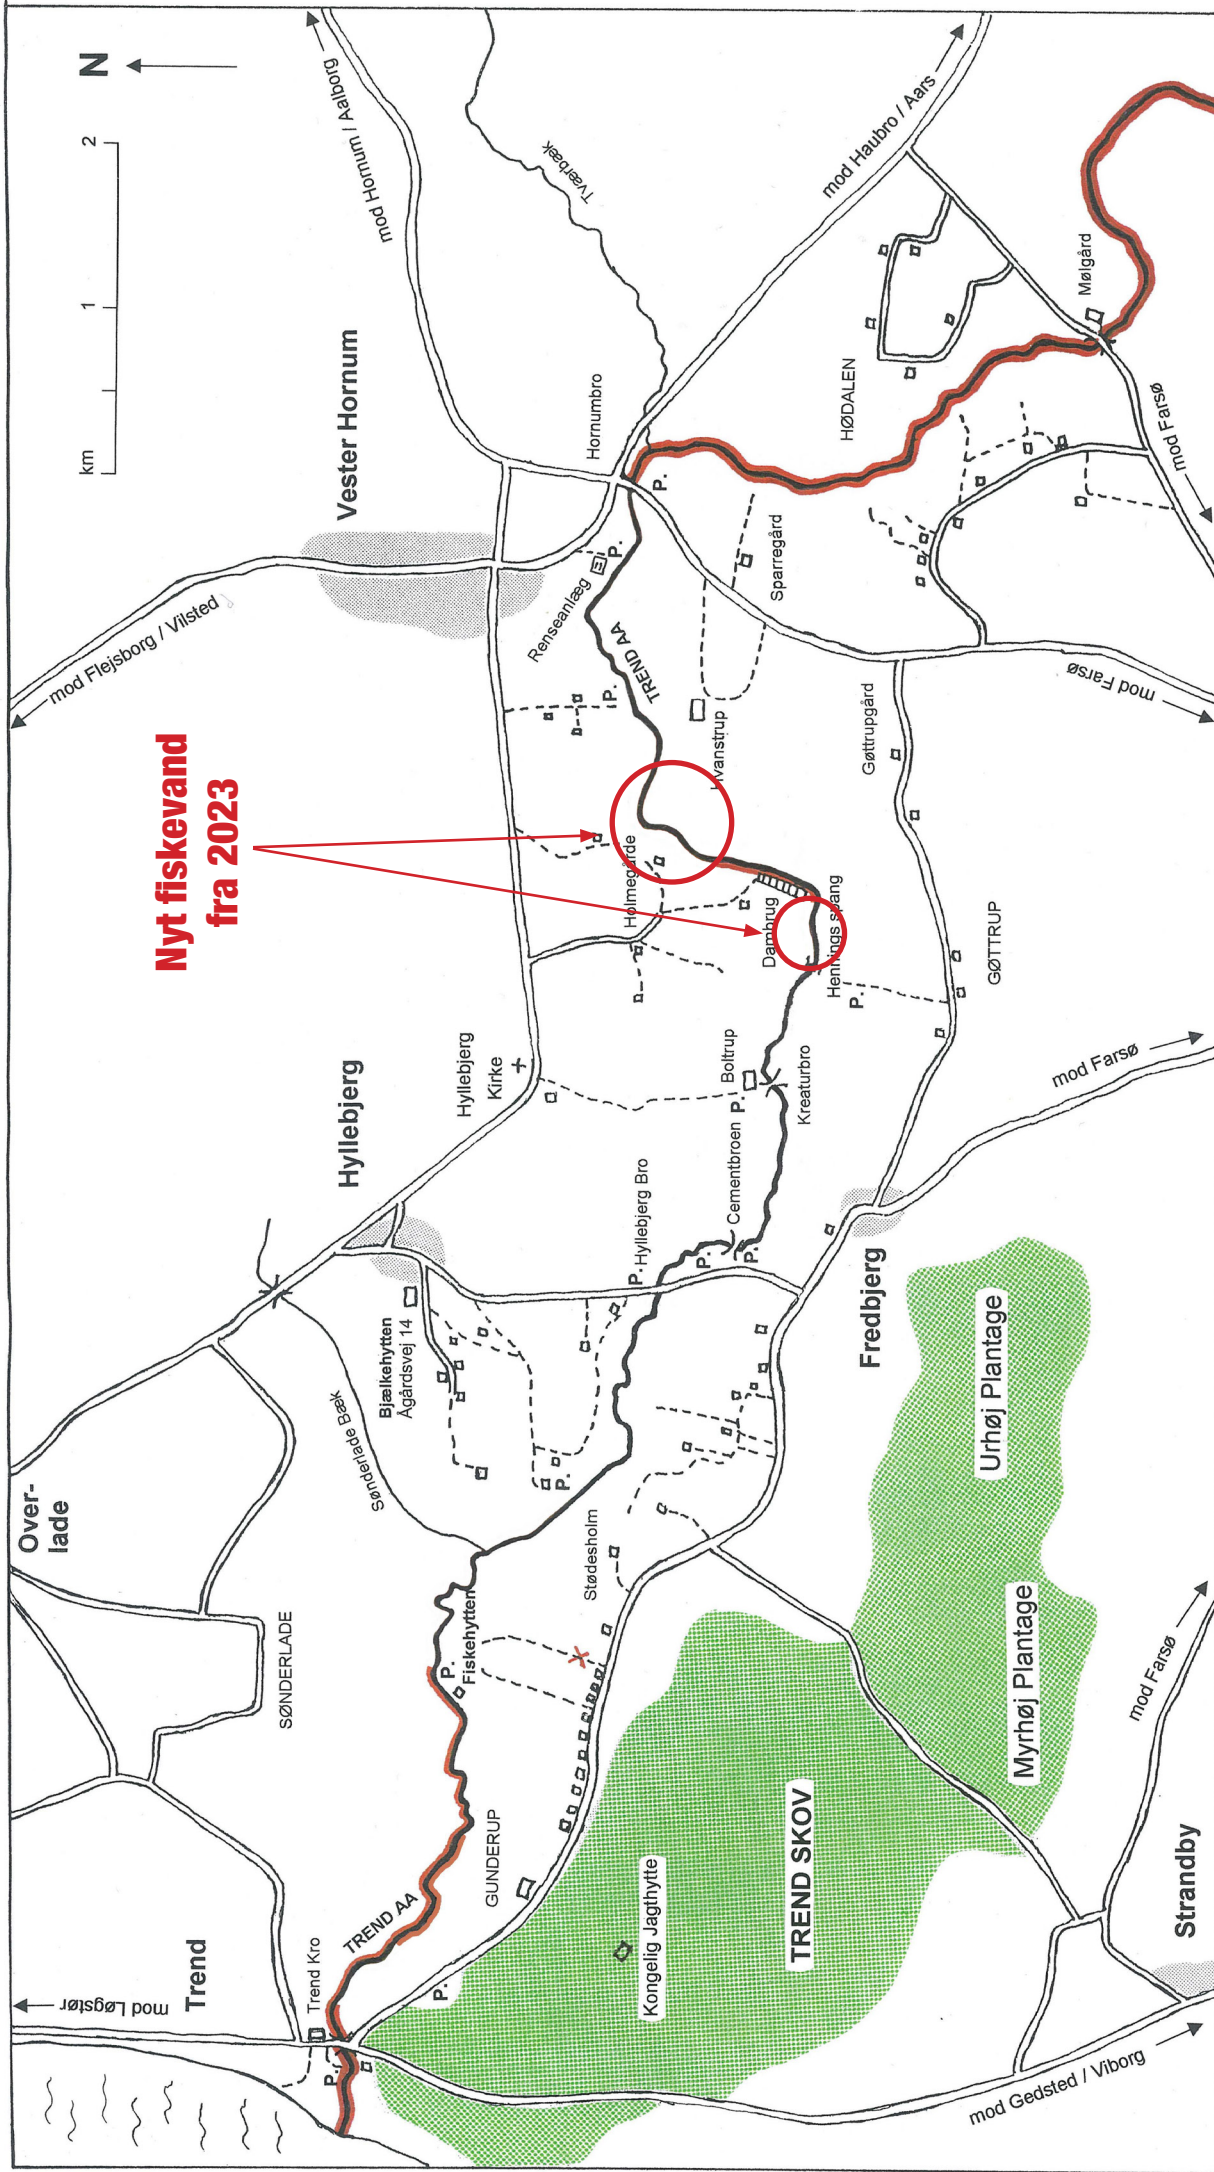 N
km
1
2
mod Hornum / Aalborg
Tværbæk
mod Haubro / Aars
Vester Hornum
Hornumbro
P.
mod Flejsborg / Vilsted
Renseanlæg
P.
TREND AA
P.
Sparregård
HØDALEN
Mølgård
mod Farsø
mod Farsø
Nyt fiskevand
fra 2023
Hvanstrup
Gøttrupgård
Holmegårde
Dambrug
Hennings spang
P.
GØTTRUP
Hyllebjerg
Hyllebjerg
Kirke
Boltrup
P.
Kreaturbro
Cementbroen
P.
P.
Hyllebjerg Bro
P.
mod Farsø
Fredbjerg
Bjælkehytten
Ågårdsvej 14
Sønderlade Bæk
P.
Over-
lade
SØNDERLADE
Stødesholm
P.
Fiskehytten
Urhøj Plantage
Myrhøj Plantage
mod Farsø
GUNDERUP
TREND AA
Trend
mod Løgstør
Trend Kro
P.
P.
Kongelig Jagthytte
TREND SKOV
Strandby
mod Gedsted / Viborg